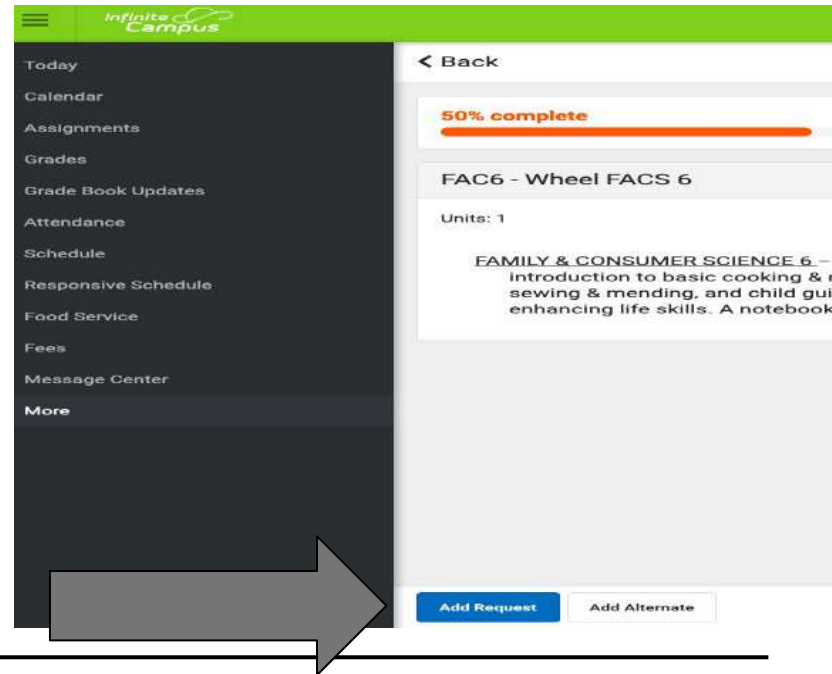 Infinite
Campus
Today
Calendar
Assignments
Grades
Grade Book Updates
Attendance
Schedule
Responsive Schedule
Food Service
Fees
Message Center
More
Back
50% complete
FAC6 - Wheel FACS 6
Units: 1
FAMILY & CONSUMER SCIENCE 6 –
introduction to basic cooking &
sewing & mending, and child
enhancing life skills. A notebook
Add Request
Add Alternate